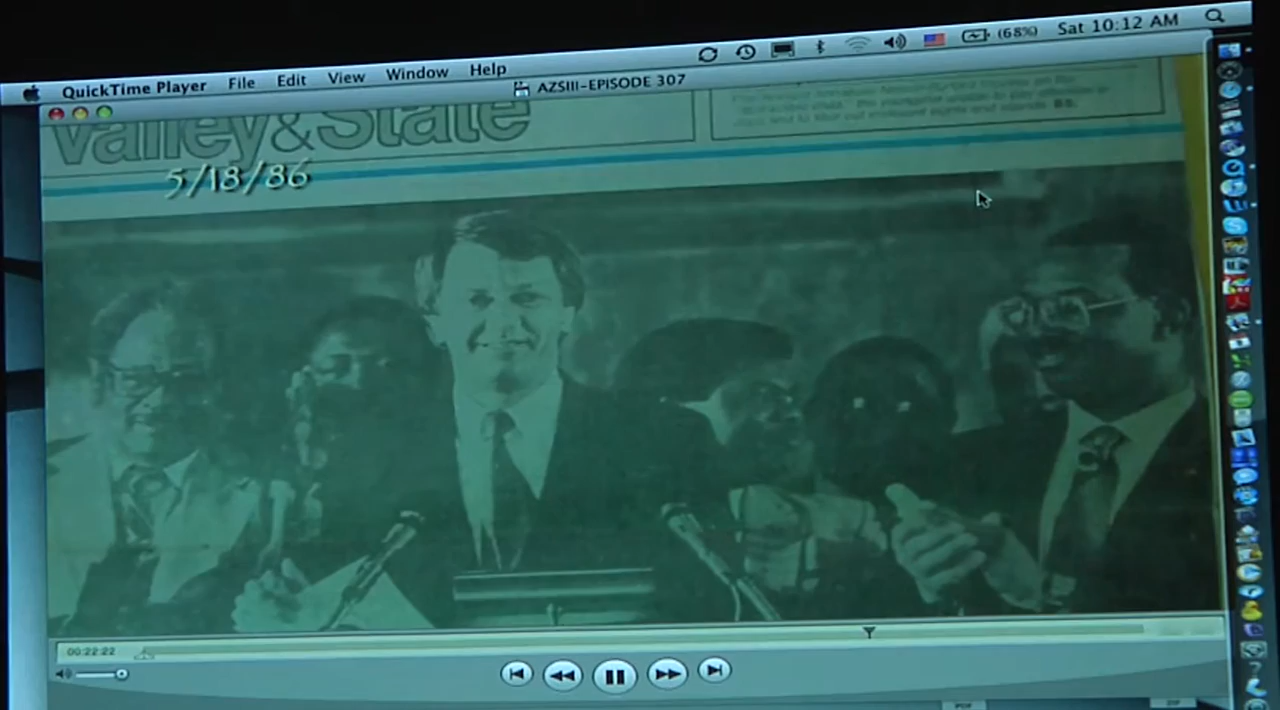 QuickTime Player File Edit View Window Help (68%) Sat 10:12 AM
AZSIII-EPISODE 307
Valley & State
5/18/86
00:22:22